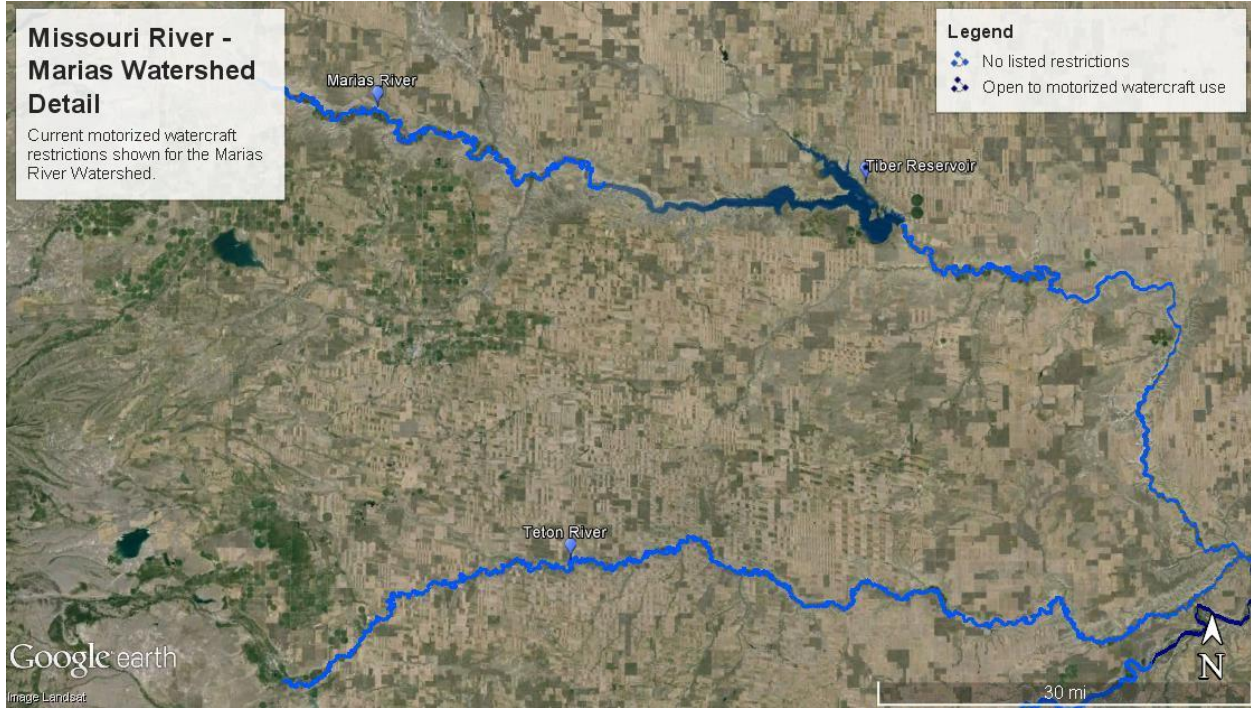 Missouri River -
Marias Watershed
Detail
Current motorized watercraft
restrictions shown for the Marias
River Watershed.
Legend
No listed restrictions
Open to motorized watercraft use
Marias River
Tiber Reservoir
Teton River
Google earth
Image Landsat
N
30 mi